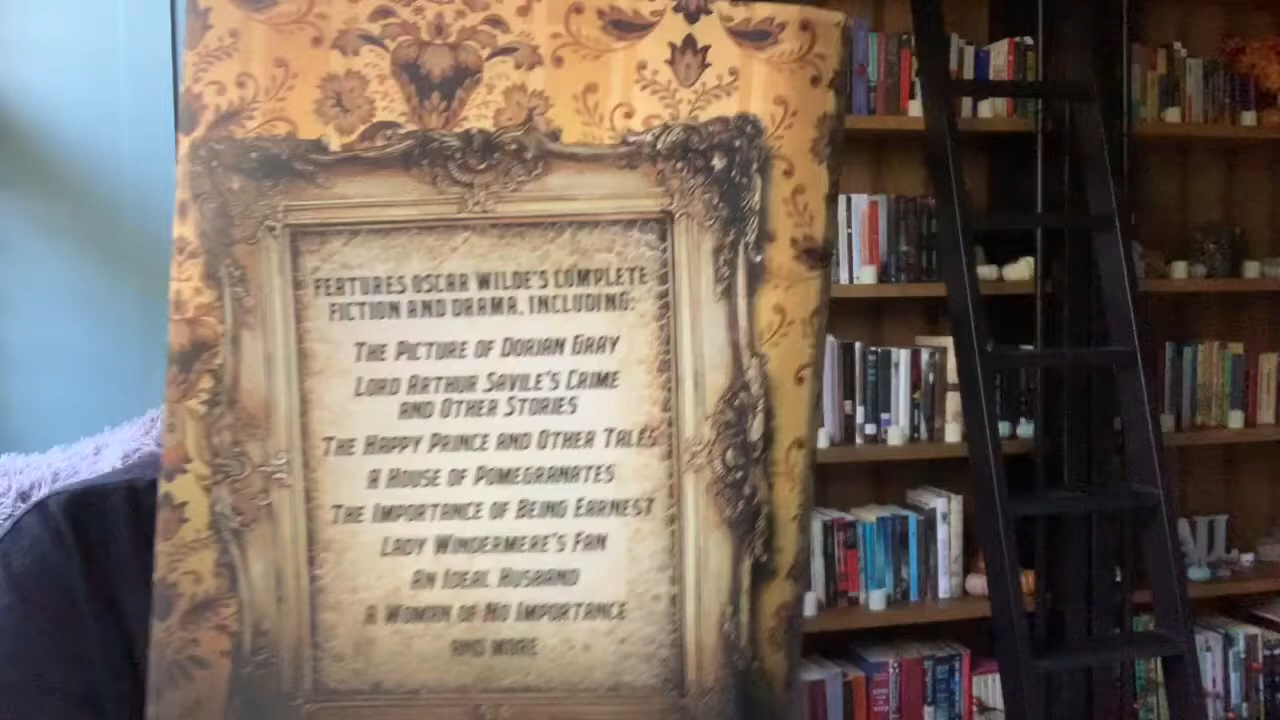 FEATURES OSCAR WILDE'S COMPLETE
FICTION AND DRAMA, INCLUDING:
THE PICTURE OF DORIAN GRAY
LORD ARTHUR SAVILE'S CRIME
AND OTHER STORIES
THE HAPPY PRINCE AND OTHER TALES
A HOUSE OF POMEGRANATES
THE IMPORTANCE OF BEING EARNEST
LADY WINDERMERE'S FAN
AN IDEAL HUSBAND
A WOMAN OF NO IMPORTANCE
AND MORE